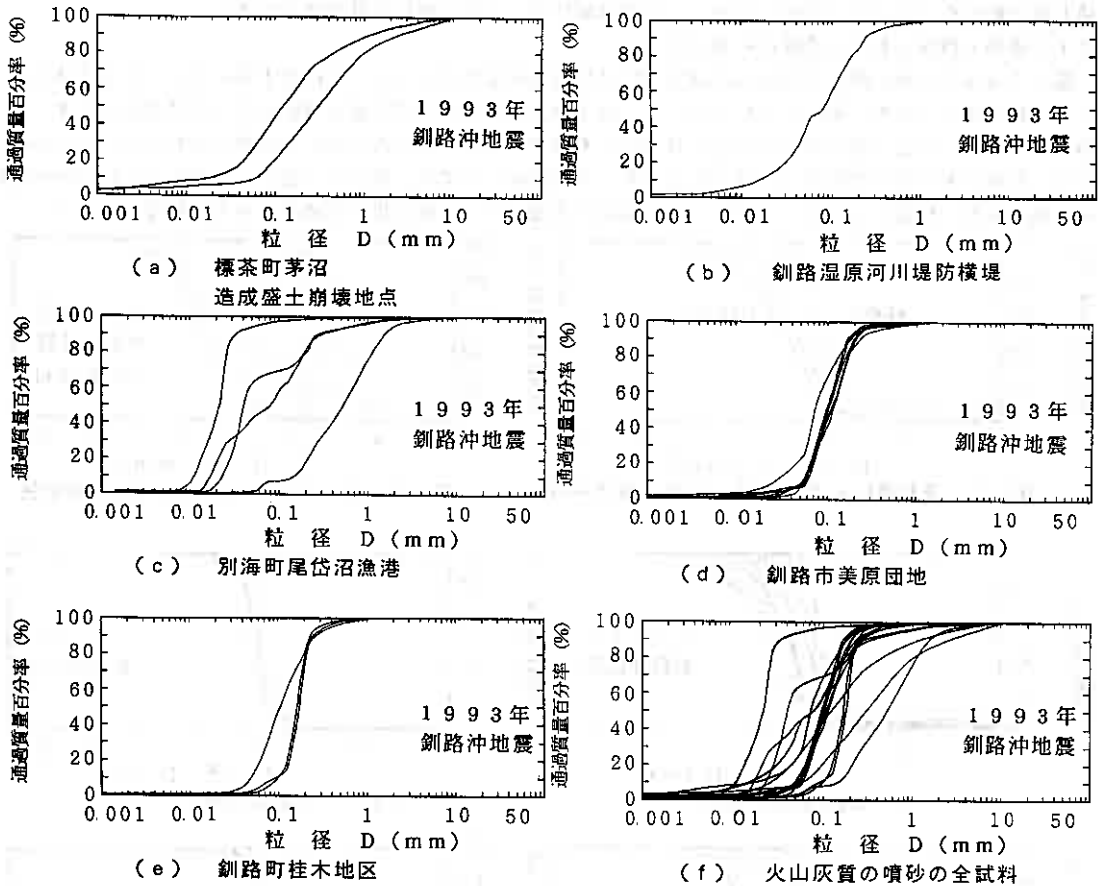 通過質量百分率 (%)
100
80
60
40
20
0
1993年
釧路沖地震
0.001 0.01 0.1 1 10 50
粒径 D (mm)
(a) 標茶町茅沼
造成盛土崩壊地点
通過質量百分率 (%)
100
80
60
40
20
0
1993年
釧路沖地震
0.001 0.01 0.1 1 10 50
粒径 D (mm)
(b) 釧路湿原河川堤防横堤
通過質量百分率 (%)
100
80
60
40
20
0
1993年
釧路沖地震
0.001 0.01 0.1 1 10 50
粒径 D (mm)
(c) 別海町尾岱沼漁港
通過質量百分率 (%)
100
80
60
40
20
0
1993年
釧路沖地震
0.001 0.01 0.1 1 10 50
粒径 D (mm)
(d) 釧路市美原団地
通過質量百分率 (%)
100
80
60
40
20
0
1993年
釧路沖地震
0.001 0.01 0.1 1 10 50
粒径 D (mm)
(e) 釧路町桂木地区
通過質量百分率 (%)
100
80
60
40
20
0
1993年
釧路沖地震
0.001 0.01 0.1 1 10 50
粒径 D (mm)
(f) 火山灰質の噴砂の全試料